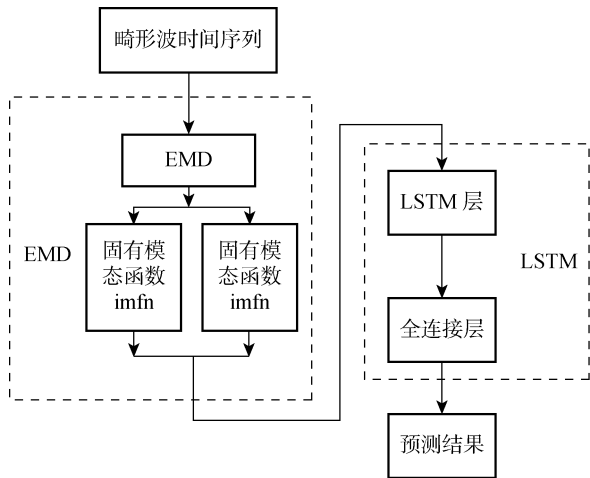 畸形波时间序列
EMD
EMD
固有模
态函数
imfn
固有模
态函数
imfn
LSTM 层
LSTM
全连接层
预测结果